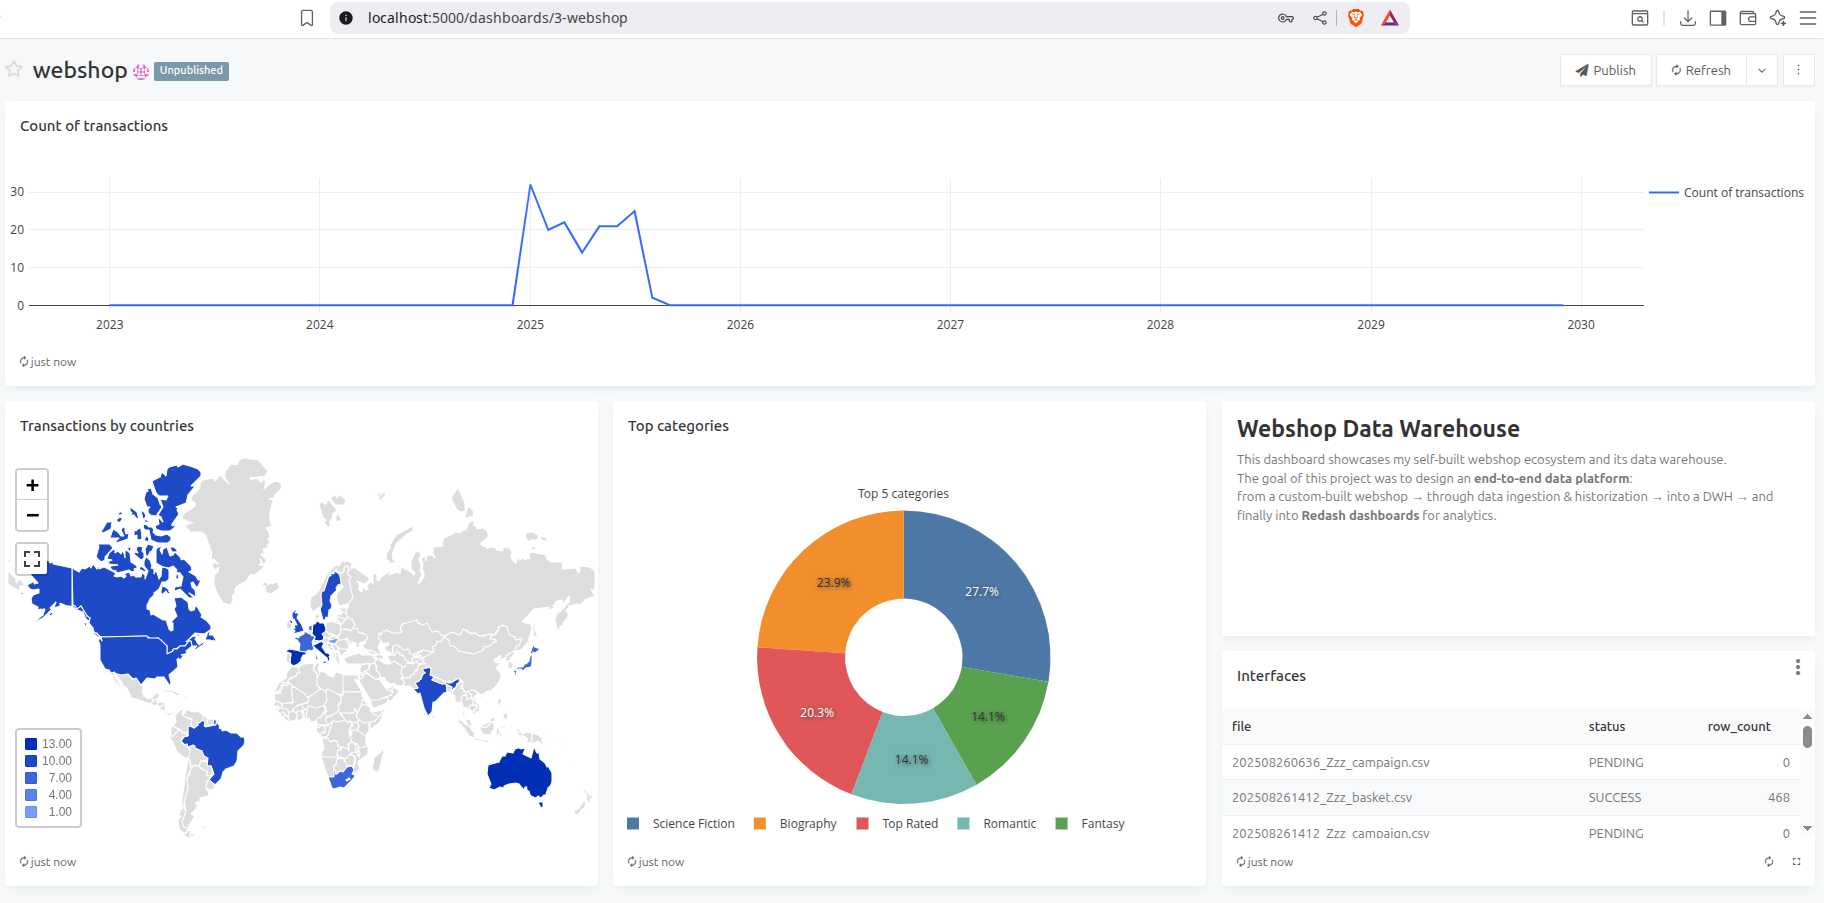 localhost:5000/dashboards/3-webshop
webshop Unpublished
Publish Refresh
Count of transactions
30
20
10
0
2023 2024 2025 2026 2027 2028 2029 2030
Count of transactions
just now
Transactions by countries
+
−
13.00
10.00
7.00
4.00
1.00
just now
Top categories
Top 5 categories
23.9%
27.7%
20.3%
14.1%
14.1%
Science Fiction Biography Top Rated Romantic Fantasy
just now
Webshop Data Warehouse
This dashboard showcases my self-built webshop ecosystem and its data warehouse.
The goal of this project was to design an end-to-end data platform:
from a custom-built webshop → through data ingestion & historization → into a DWH → and
finally into Redash dashboards for analytics.
Interfaces
file status row_count
202508260636_Zzz_campaign.csv PENDING 0
202508261412_Zzz_basket.csv SUCCESS 468
202508261412_Zzz_campaign.csv PENDING 0
just now